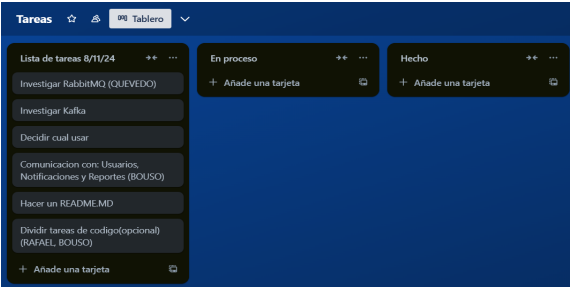 Tareas
Tablero
Lista de tareas 8/11/24
Investigar RabbitMQ (QUEVEDO)
Investigar Kafka
Decidir cual usar
Comunicacion con: Usuarios,
Notificaciones y Reportes (BOUSO)
Hacer un README.MD
Dividir tareas de codigo(opcional)
(RAFAEL, BOUSO)
+ Añade una tarjeta
En proceso
+ Añade una tarjeta
Hecho
+ Añade una tarjeta